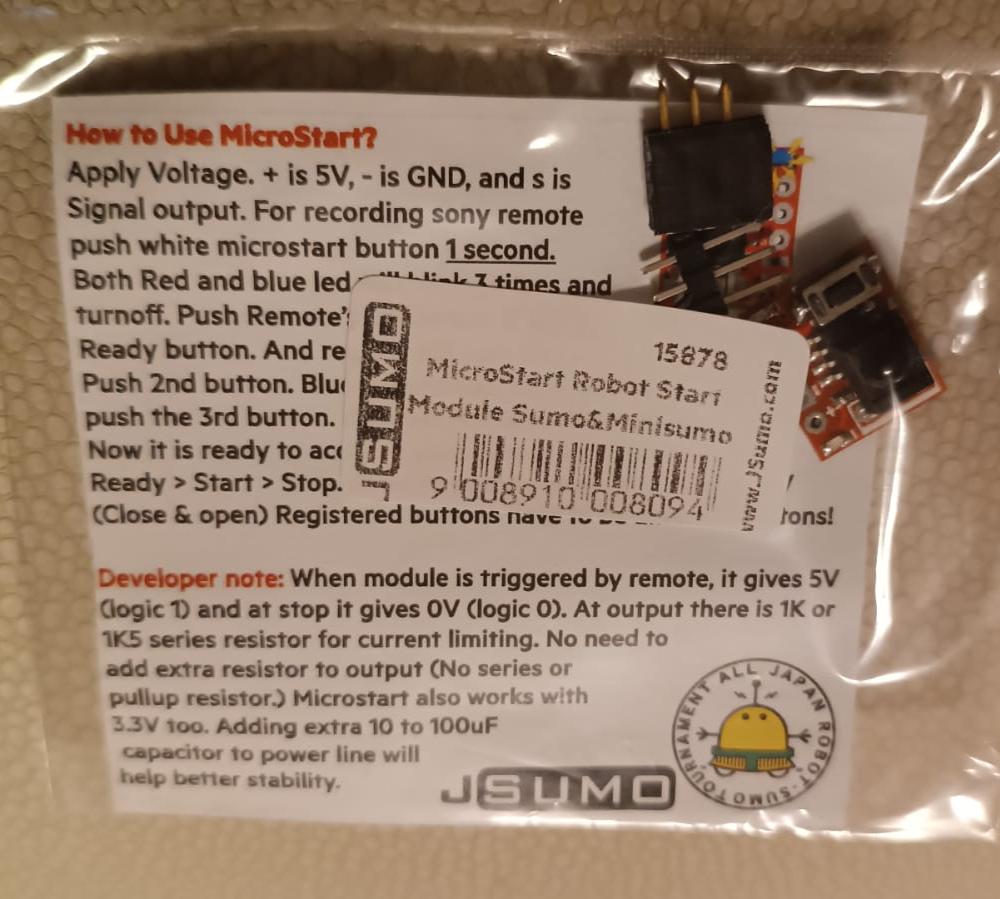 How to Use MicroStart?
Apply Voltage. + is 5V, - is GND, and s is
Signal output. For recording sony remote
push white microstart button 1 second.
Both Red and blue led 3 times and
turnoff. Push Remote's
Ready button. And
Push 2nd button.
push the 3rd button.
Now it is ready to
Ready > Start > Stop.
(Close & open) Registered buttons have
JSUMO
15878
MicroStart Robot Start
Module Sumo&Minisumo
9 008910 008094
www.JSumo.com
Developer note: When module is triggered by remote, it gives 5V
(logic 1) and at stop it gives 0V (logic 0). At output there is 1K or
1K5 series resistor for current limiting. No need to
add extra resistor to output (No series or
pullup resistor.) Microstart also works with
3.3V too. Adding extra 10 to 100uF
capacitor to power line will
help better stability.
JSUMO
ALL JAPAN ROBOT-SUMO TOURNAMENT